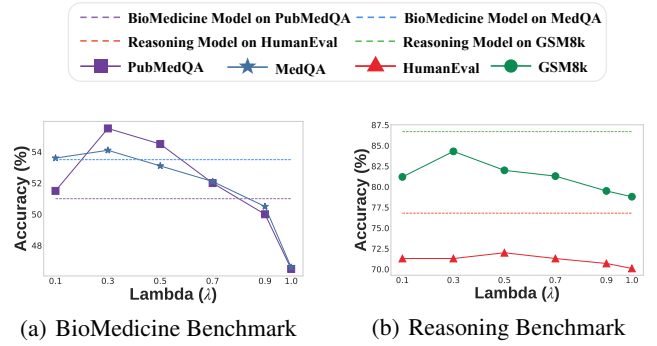 BioMedicine Model on PubMedQA BioMedicine Model on MedQA
Reasoning Model on HumanEval Reasoning Model on GSM8k
PubMedQA MedQA HumanEval GSM8k
Accuracy (%)
54
52
50
48
0.1 0.3 0.5 0.7 0.9 1.0
Lambda (λ)
(a) BioMedicine Benchmark
Accuracy (%)
87.5
85.0
82.5
80.0
77.5
75.0
72.5
70.0
0.1 0.3 0.5 0.7 0.9 1.0
Lambda (λ)
(b) Reasoning Benchmark